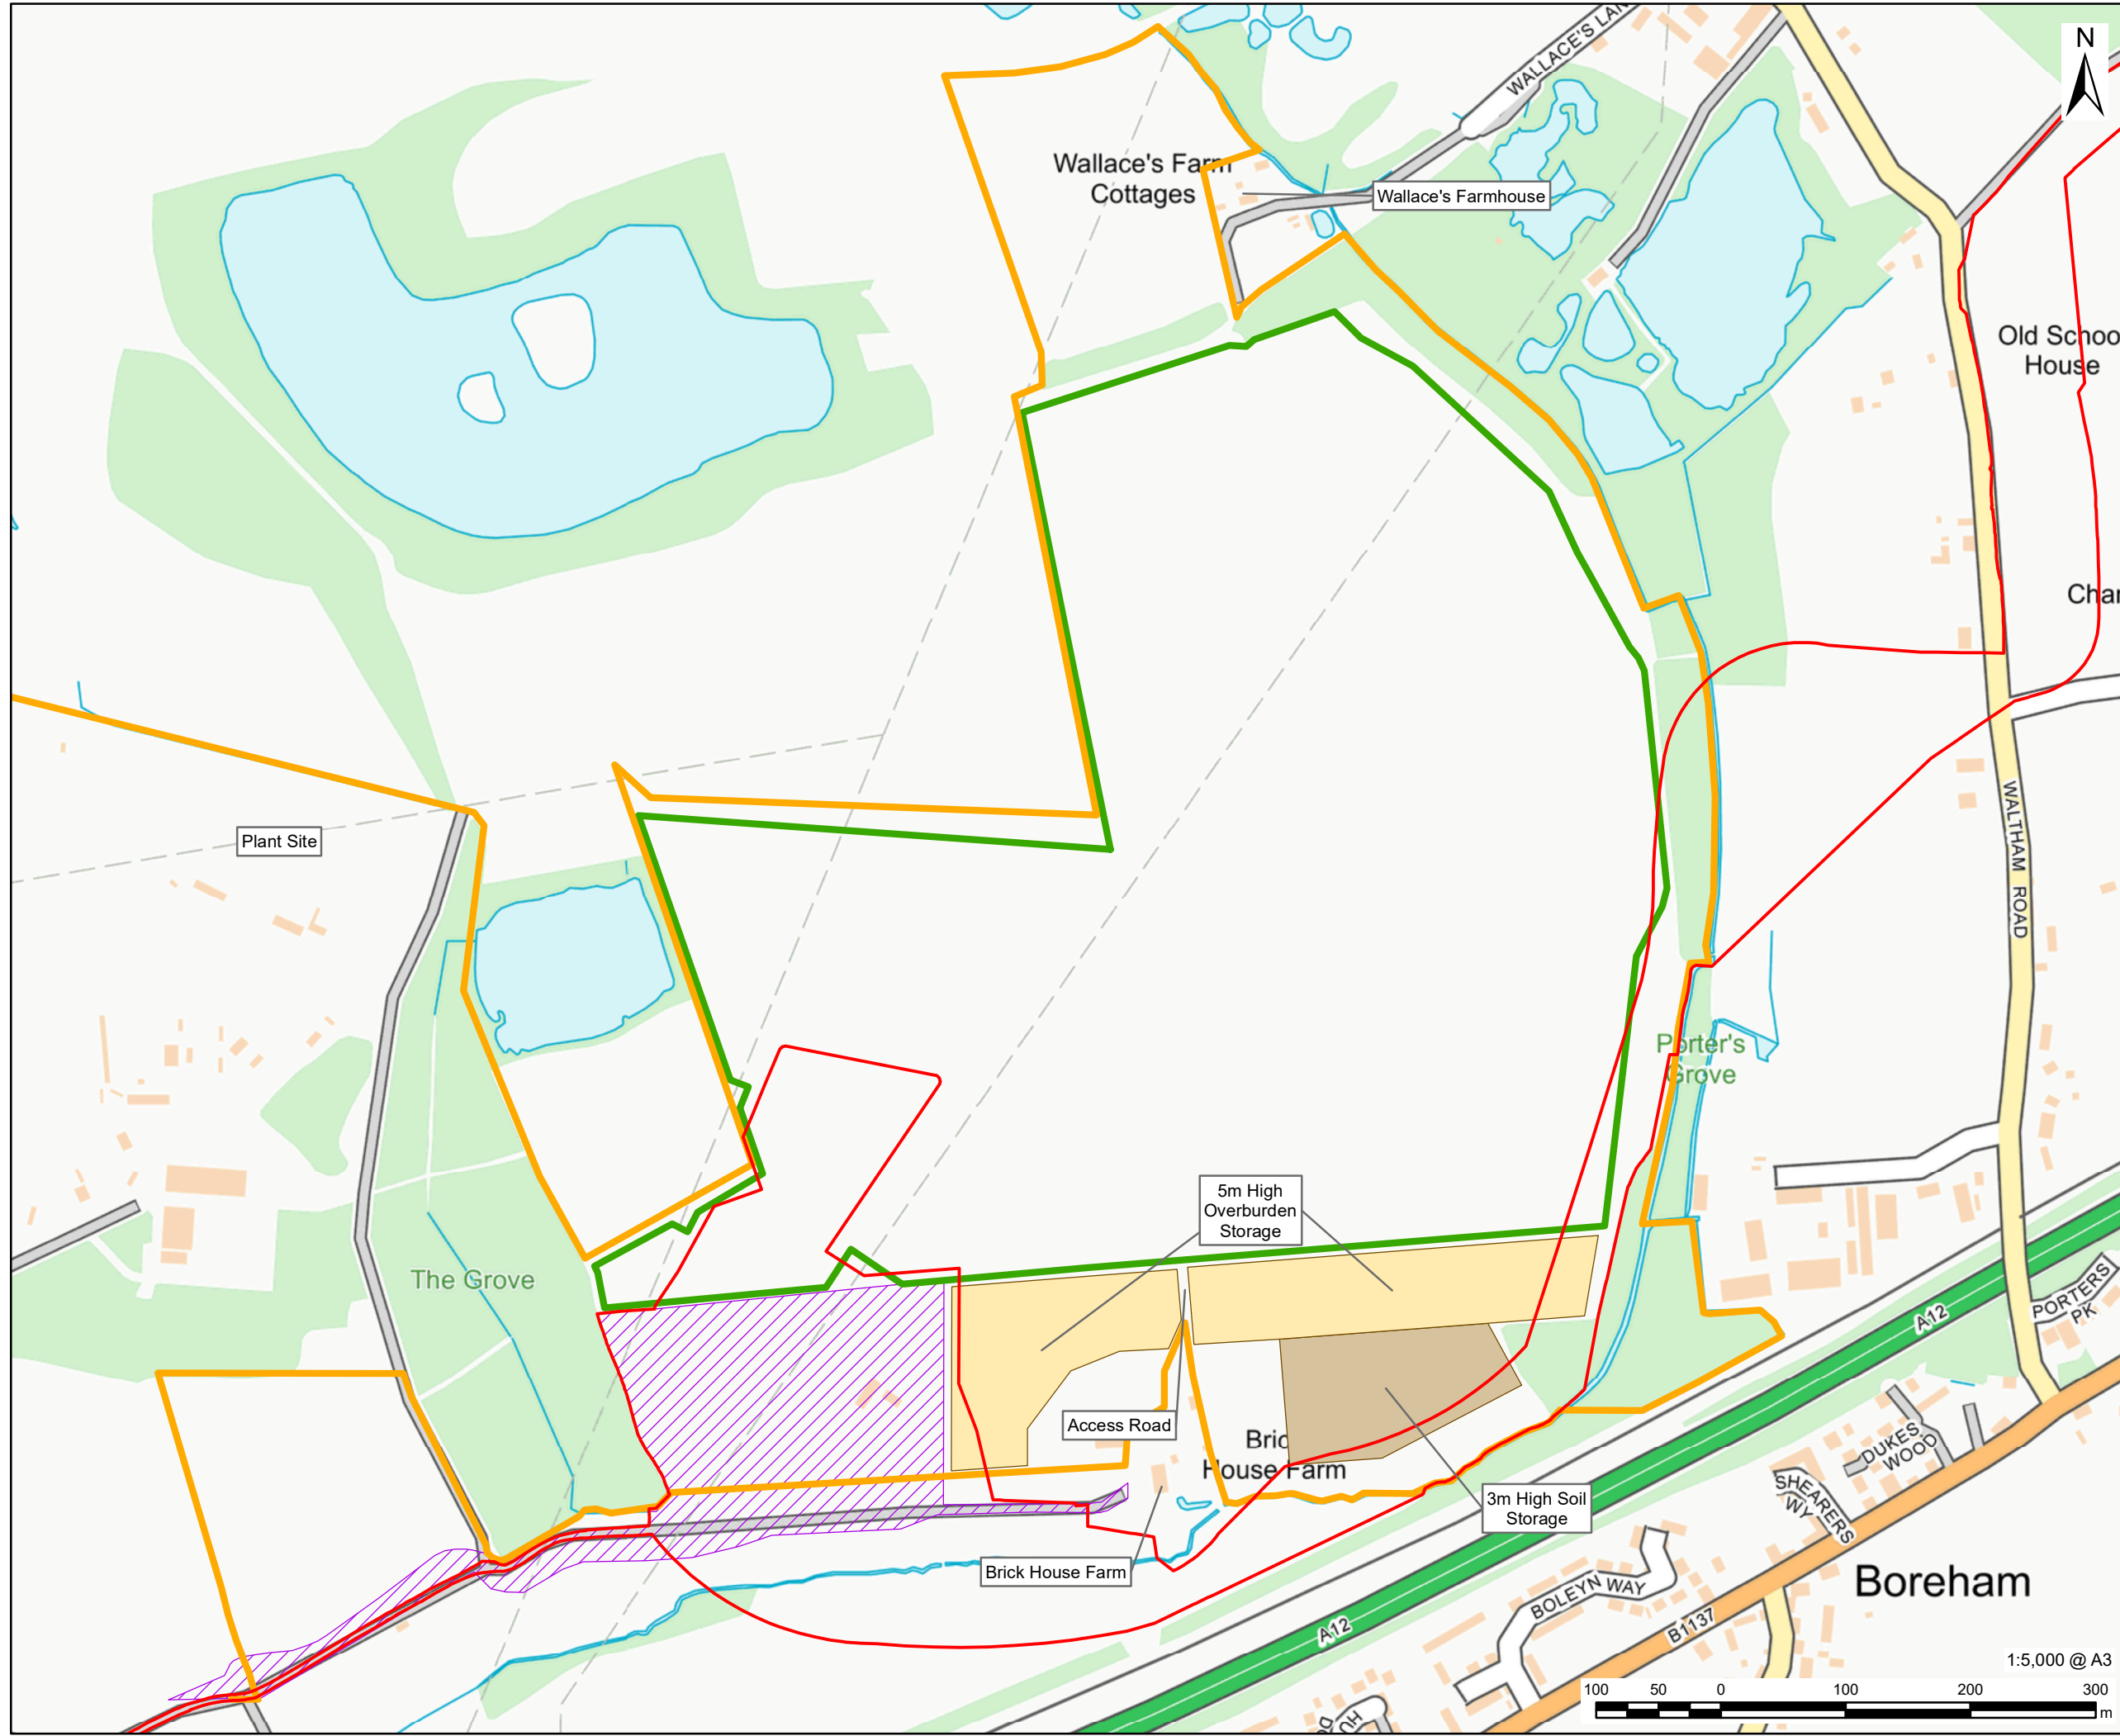 N
WALLACE'S LAN
Wallace's Farm
Cottages
Wallace's Farmhouse
Old Schoo
House
Char
Plant Site
WALTHAM ROAD
Porter's
Grove
5m High
Overburden
Storage
The Grove
PORTERS
PK
A12
Access Road
Bric
House Farm
DUKES
WOOD
3m High Soil
Storage
SHEARERS
WY
Brick House Farm
BOLEYN WAY
Boreham
B1137
A12
1:5,000 @ A3
100 50 0 100 200 300
m